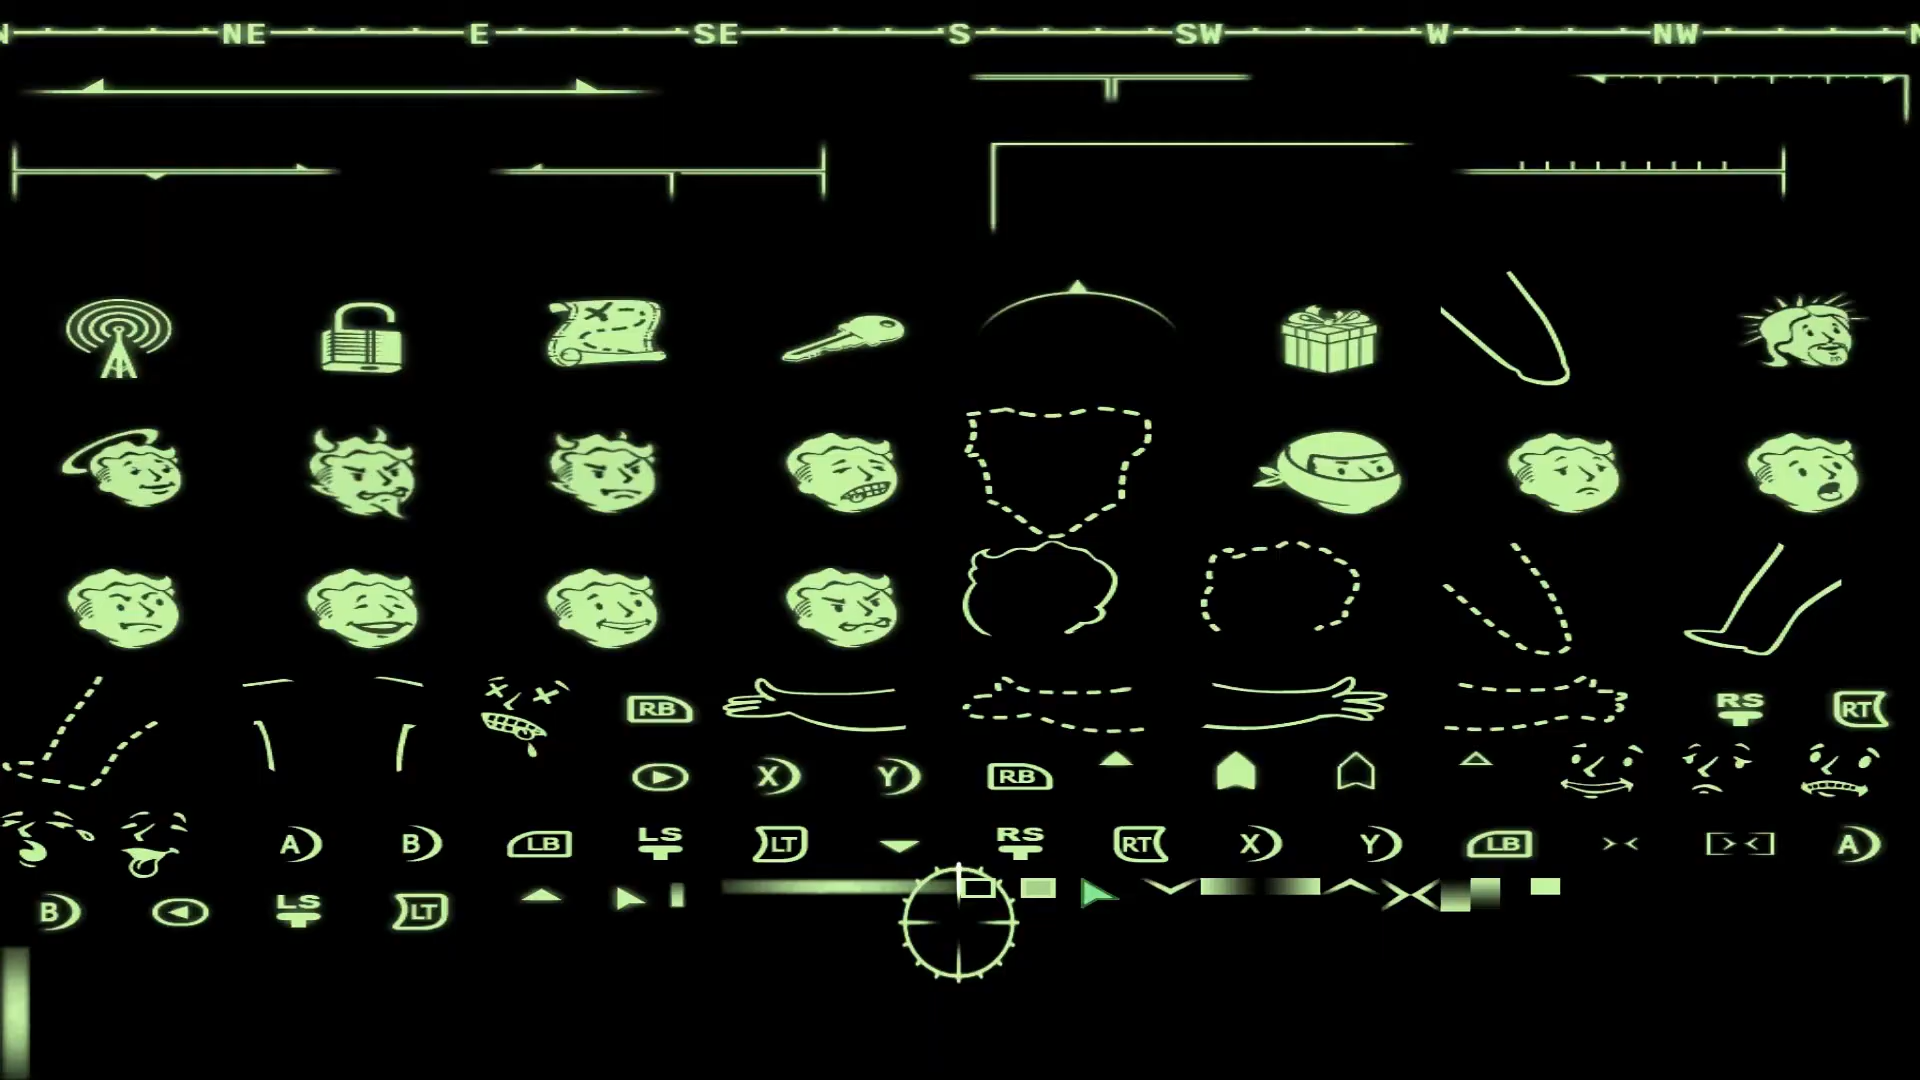 N NE E SE S SW W NW N
RB RS RT
X Y RB
A B LB LS LT RS RT X Y LB A
B LS LT